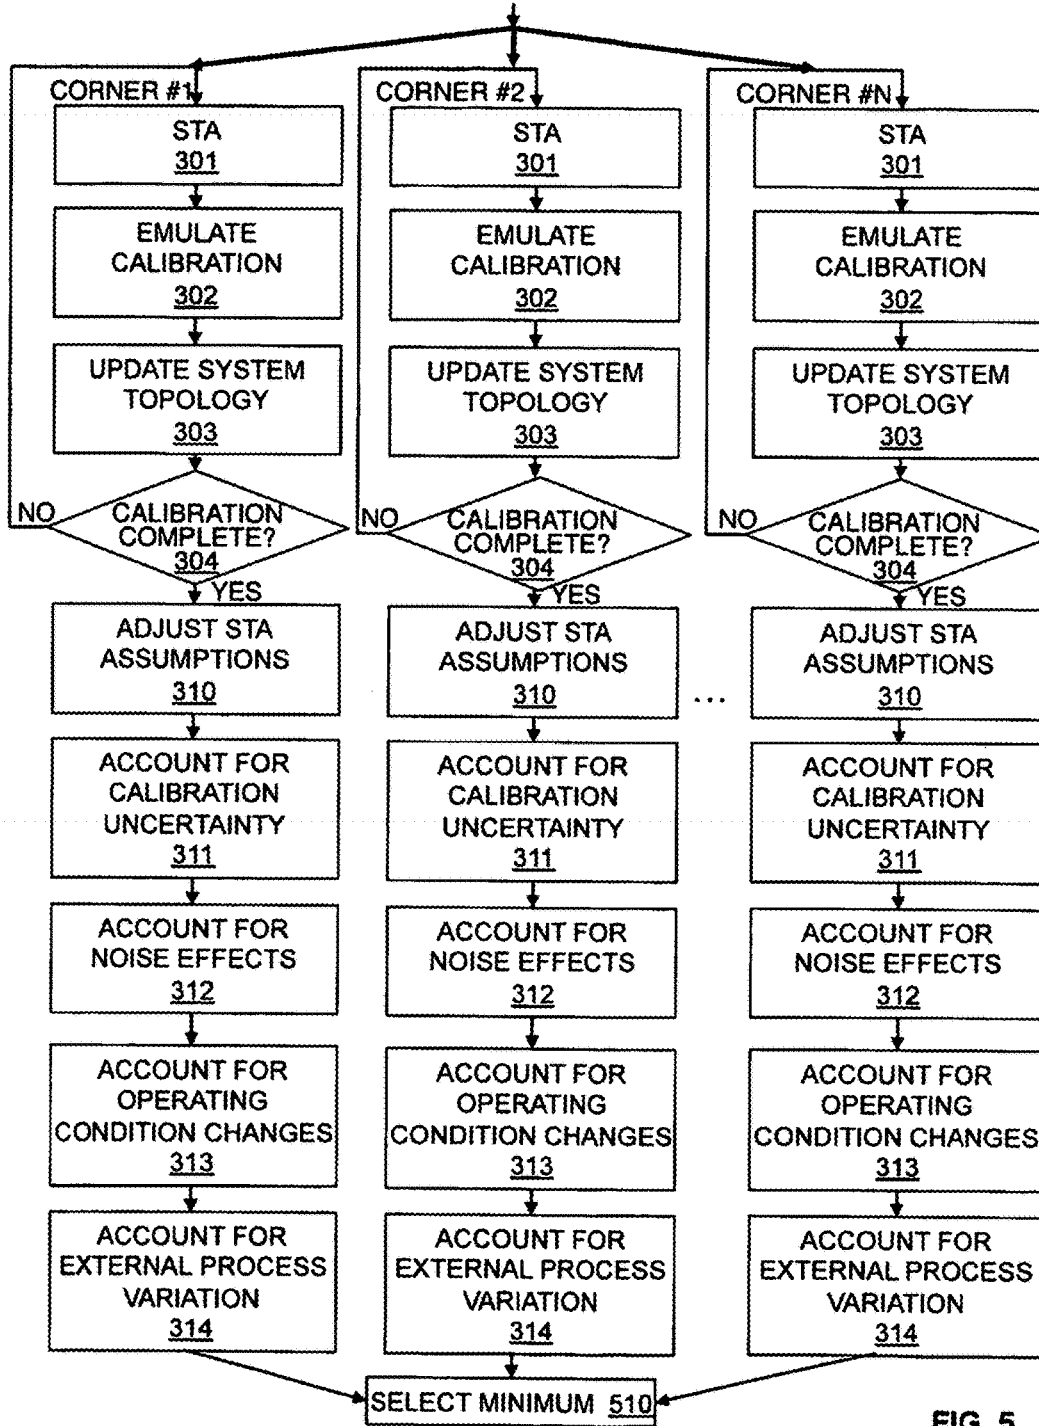 CORNER #1
STA
301
EMULATE
CALIBRATION
302
UPDATE SYSTEM
TOPOLOGY
303
NO
CALIBRATION
COMPLETE?
304
YES
ADJUST STA
ASSUMPTIONS
310
ACCOUNT FOR
CALIBRATION
UNCERTAINTY
311
ACCOUNT FOR
NOISE EFFECTS
312
ACCOUNT FOR
OPERATING
CONDITION CHANGES
313
ACCOUNT FOR
EXTERNAL PROCESS
VARIATION
314
CORNER #2
STA
301
EMULATE
CALIBRATION
302
UPDATE SYSTEM
TOPOLOGY
303
NO
CALIBRATION
COMPLETE?
304
YES
ADJUST STA
ASSUMPTIONS
310
ACCOUNT FOR
CALIBRATION
UNCERTAINTY
311
ACCOUNT FOR
NOISE EFFECTS
312
ACCOUNT FOR
OPERATING
CONDITION CHANGES
313
ACCOUNT FOR
EXTERNAL PROCESS
VARIATION
314
...
CORNER #N
STA
301
EMULATE
CALIBRATION
302
UPDATE SYSTEM
TOPOLOGY
303
NO
CALIBRATION
COMPLETE?
304
YES
ADJUST STA
ASSUMPTIONS
310
ACCOUNT FOR
CALIBRATION
UNCERTAINTY
311
ACCOUNT FOR
NOISE EFFECTS
312
ACCOUNT FOR
OPERATING
CONDITION CHANGES
313
ACCOUNT FOR
EXTERNAL PROCESS
VARIATION
314
SELECT MINIMUM 510
FIG. 5